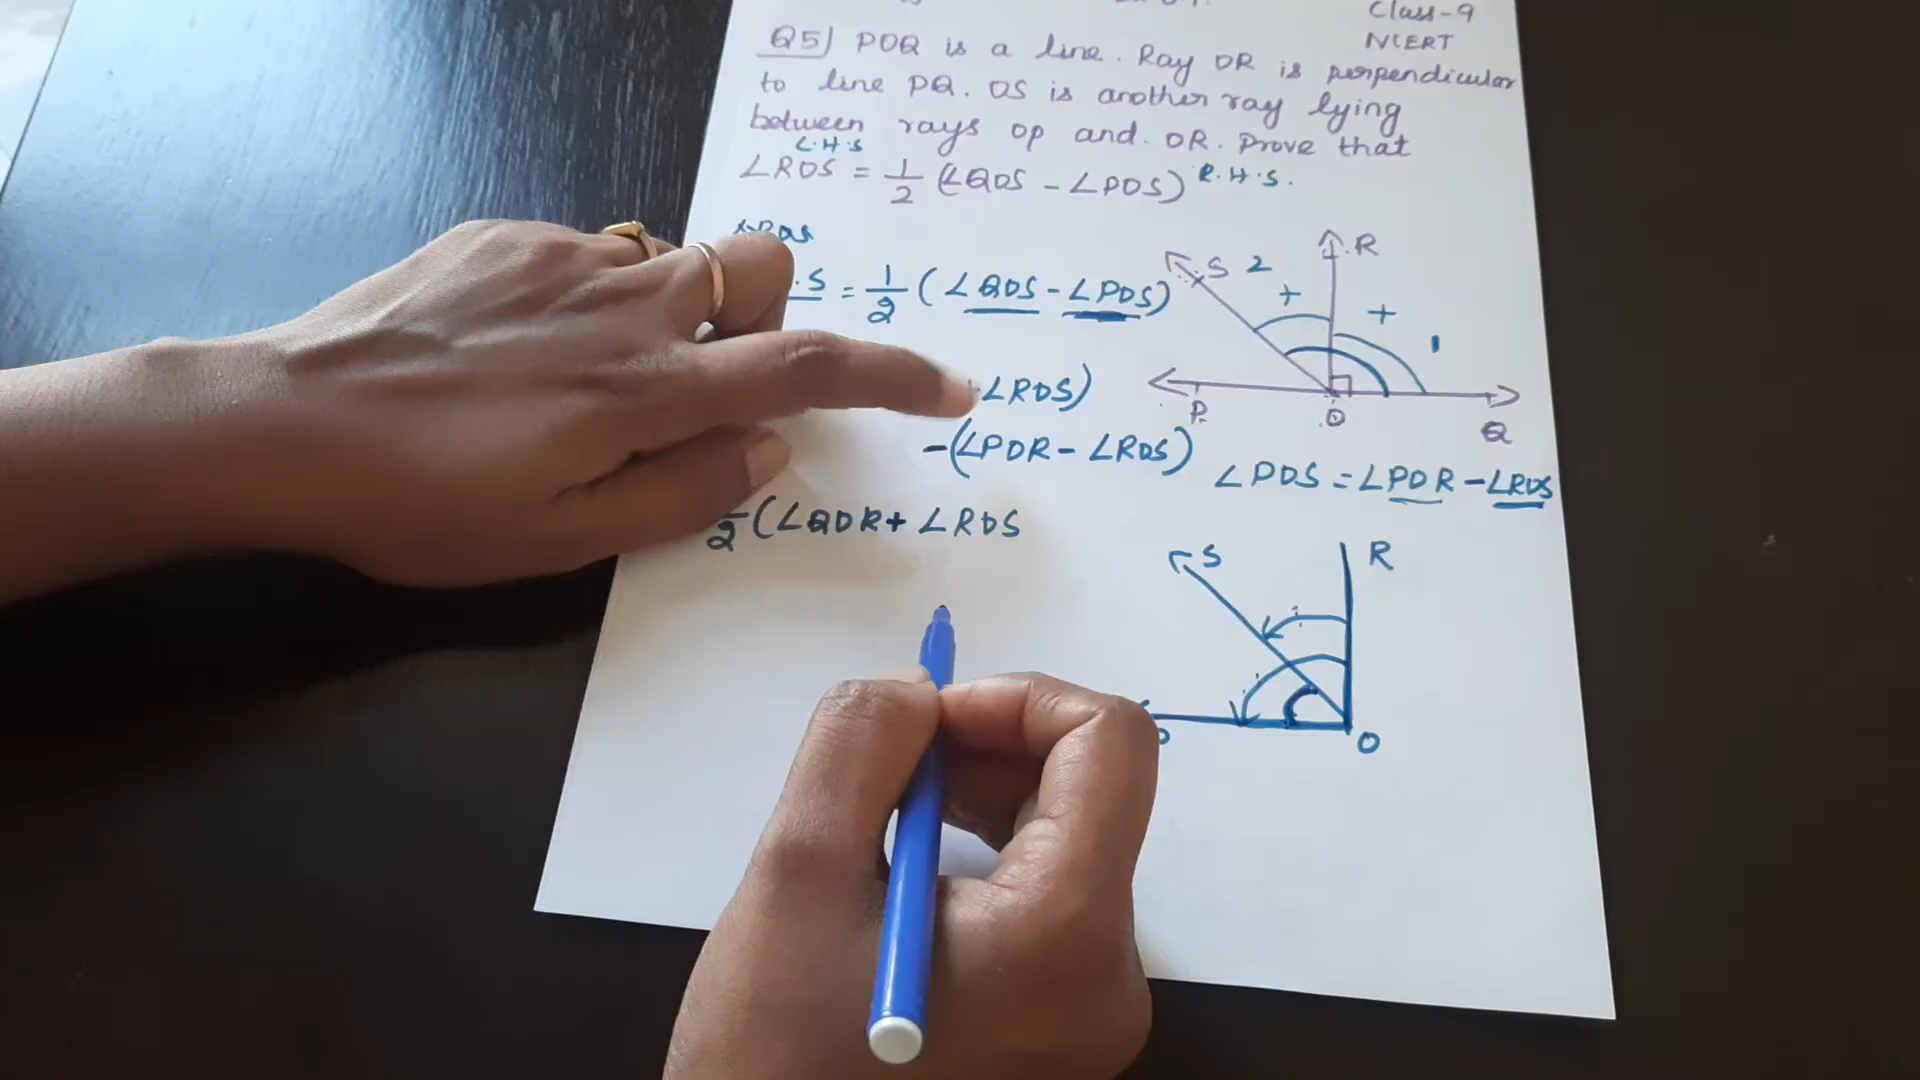 Class-9
NCERT
Q5) POQ is a line. Ray OR is perpendicular
to line PQ. OS is another ray lying
between rays OP and OR. Prove that
L.H.S
∠ROS = 1/2 (∠QOS - ∠POS) R.H.S.
.S = 1/2 (∠QOS - ∠POS)
∠ROS)
-(∠POR - ∠ROS)
1/2 (∠QOR + ∠ROS
S 2 R
+ +
1
P O Q
∠POS = ∠POR - ∠ROS
S R
O